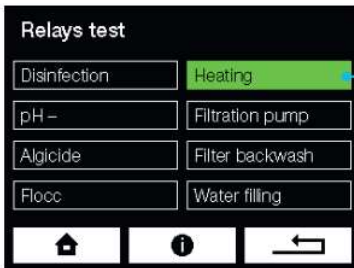 Relays test
Disinfection
Heating
pH –
Filtration pump
Algicide
Filter backwash
Flocc
Water filling